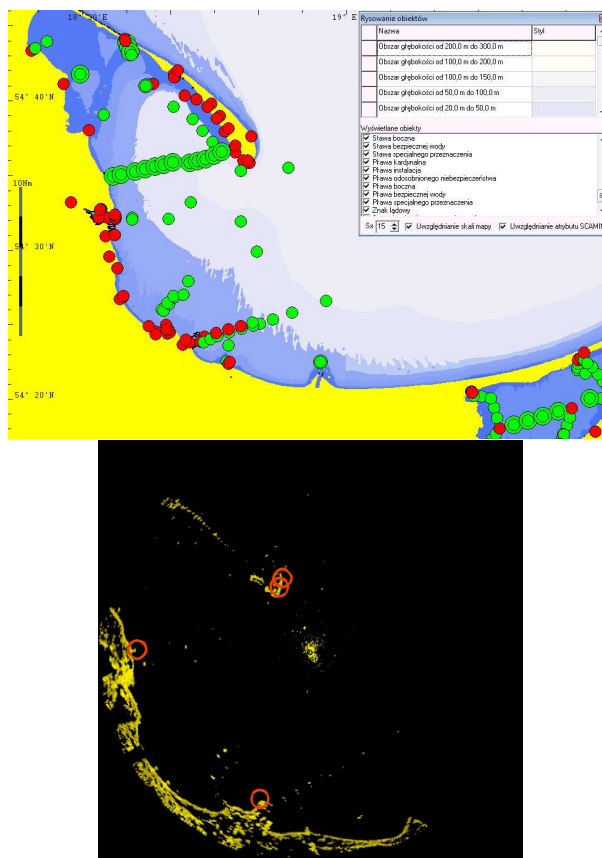 18° 30' E
19° E
54° 40' N
10Nm
54° 30' N
54° 20' N
Rysowanie obiektów
Nazwa Styl
Obszar głębokości od 200,0 m do 300,0 m
Obszar głębokości od 100,0 m do 200,0 m
Obszar głębokości od 100,0 m do 150,0 m
Obszar głębokości od 50,0 m do 100,0 m
Obszar głębokości od 20,0 m do 50,0 m
Wyświetlane obiekty
Stawa boczna
Stawa bezpiecznej wody
Stawa specjalnego przeznaczenia
Pława kardynalna
Pława instalacja
Pława odosobnionego niebezpieczeństwa
Pława boczna
Pława bezpiecznej wody
Pława specjalnego przeznaczenia
Znak lądowy
Sx 15 Uwzględnianie skali mapy Uwzględnianie atrybutu SCAMIN